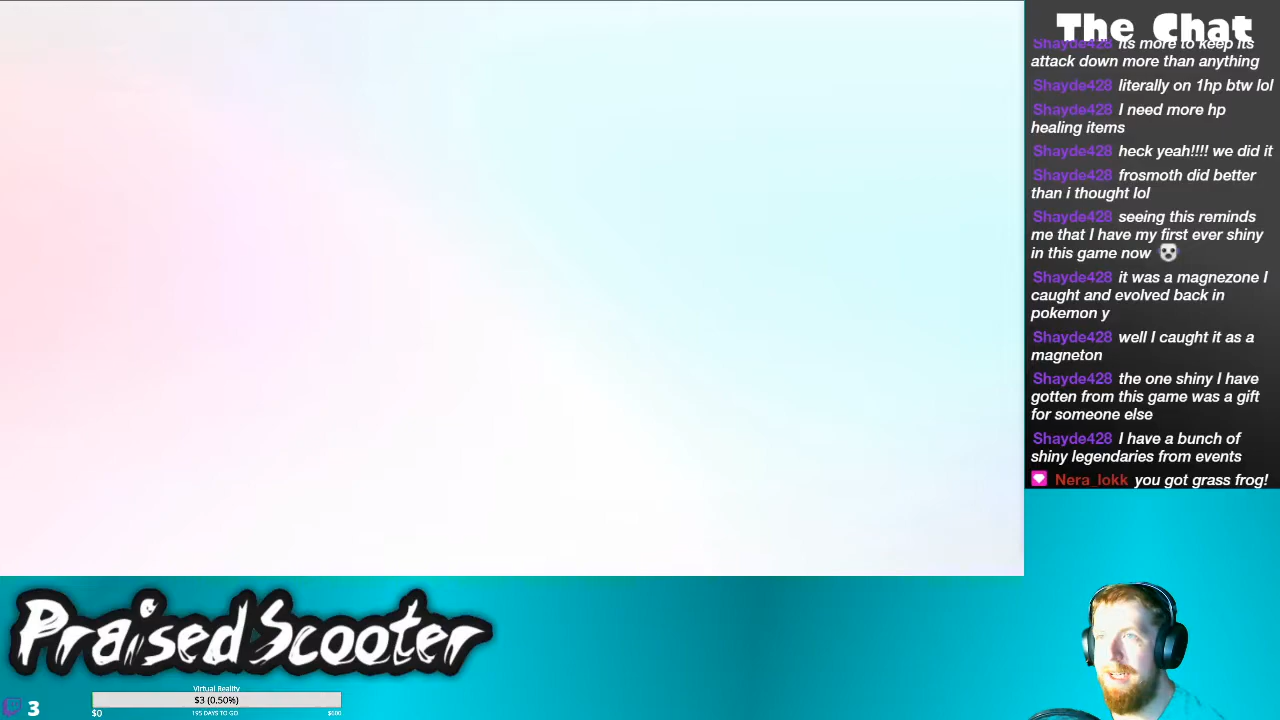 The Chat
Shayde428 its more to keep its
attack down more than anything
Shayde428 literally on 1hp btw lol
Shayde428 I need more hp
healing items
Shayde428 heck yeah!!!! we did it
Shayde428 frosmoth did better
than i thought lol
Shayde428 seeing this reminds
me that I have my first ever shiny
in this game now
Shayde428 it was a magnezone I
caught and evolved back in
pokemon y
Shayde428 well I caught it as a
magneton
Shayde428 the one shiny I have
gotten from this game was a gift
for someone else
Shayde428 I have a bunch of
shiny legendaries from events
Nera_lokk you got grass frog!
PraisedScooter
Virtual Reality
$3 (0.50%)
3
$0
195 DAYS TO GO
$600